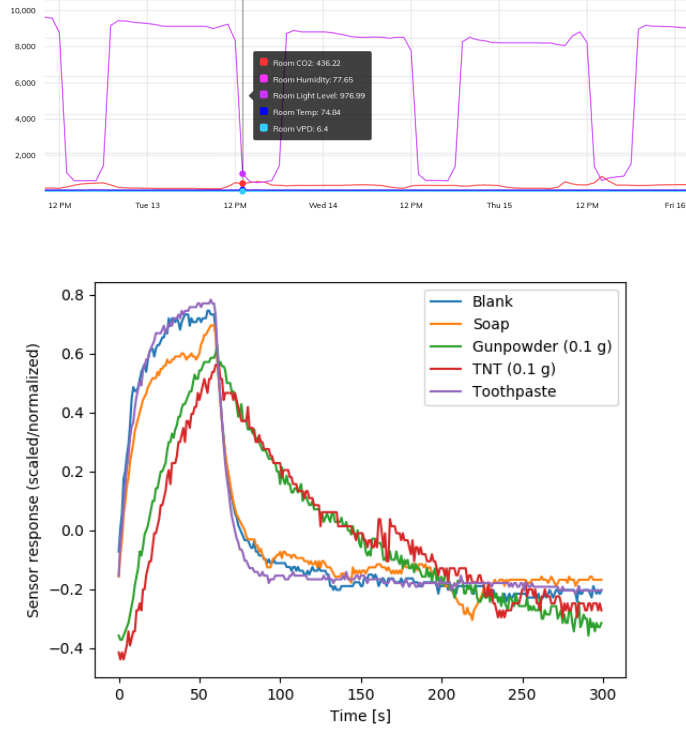 10,000
8,000
6,000
4,000
2,000
Room CO2: 436.22
Room Humidity: 77.65
Room Light Level: 976.99
Room Temp: 74.84
Room VPD: 6.4
12 PM Tue 13 12 PM Wed 14 12 PM Thu 15 12 PM Fri 16
Blank
Soap
Gunpowder (0.1 g)
TNT (0.1 g)
Toothpaste
Sensor response (scaled/normalized)
0.8
0.6
0.4
0.2
0.0
−0.2
−0.4
0 50 100 150 200 250 300
Time [s]